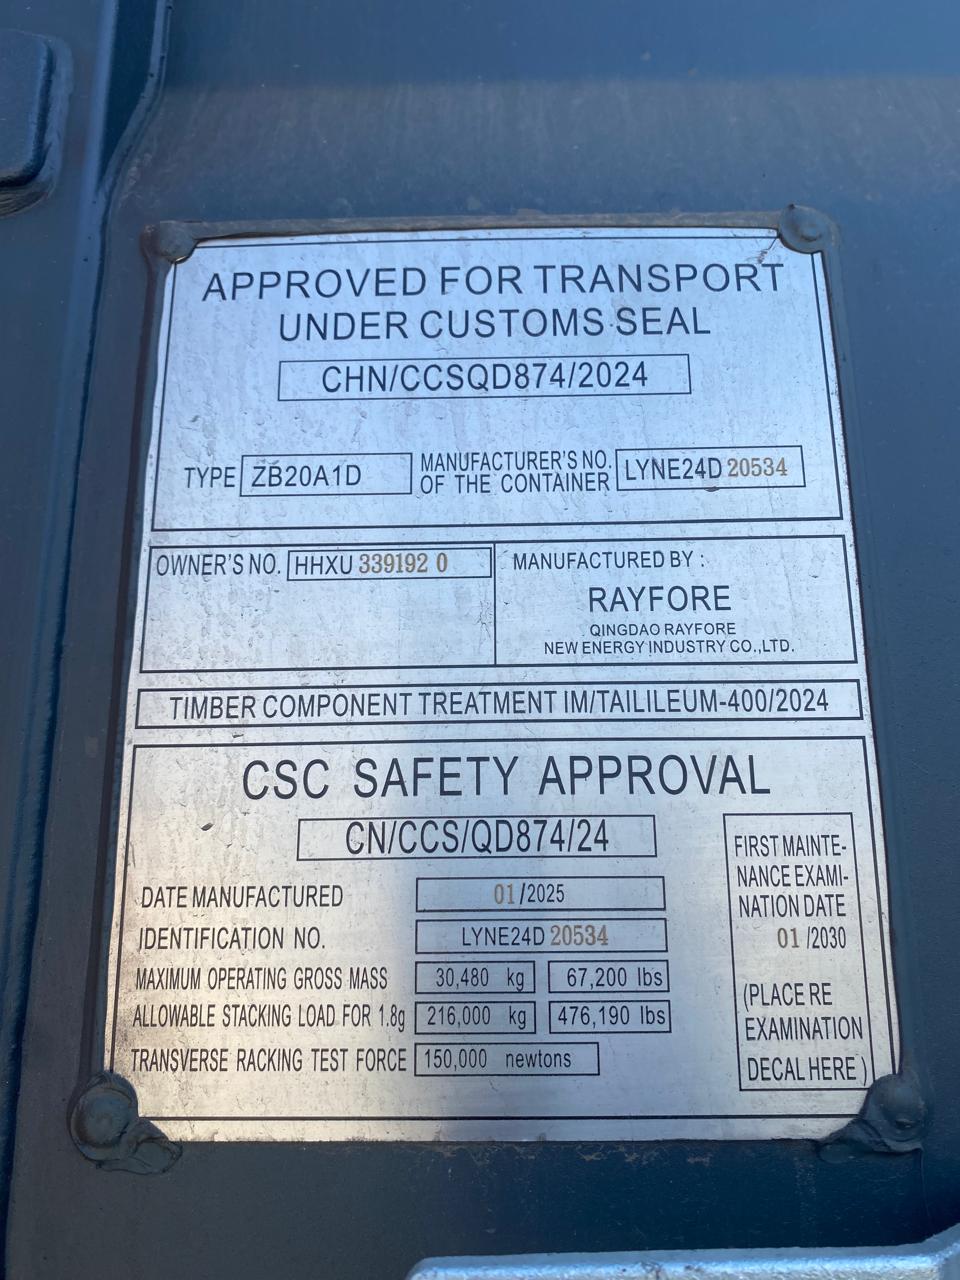 APPROVED FOR TRANSPORT
UNDER CUSTOMS SEAL
CHN/CCSQD874/2024
TYPE ZB20A1D MANUFACTURER'S NO. OF THE CONTAINER LYNE24D 20534
OWNER'S NO. HHXU 339192 0
MANUFACTURED BY :
RAYFORE
QINGDAO RAYFORE
NEW ENERGY INDUSTRY CO.,LTD.
TIMBER COMPONENT TREATMENT IM/TAILILEUM-400/2024
CSC SAFETY APPROVAL
CN/CCS/QD874/24
DATE MANUFACTURED 01/2025
IDENTIFICATION NO. LYNE24D 20534
MAXIMUM OPERATING GROSS MASS 30,480 kg 67,200 lbs
ALLOWABLE STACKING LOAD FOR 1.8g 216,000 kg 476,190 lbs
TRANSVERSE RACKING TEST FORCE 150,000 newtons
FIRST MAINTE-
NANCE EXAMI-
NATION DATE
01 /2030
(PLACE RE
EXAMINATION
DECAL HERE )